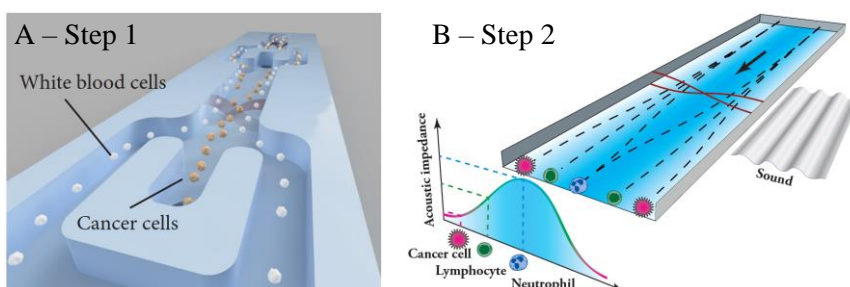 A – Step 1
White blood cells
Cancer cells
B – Step 2
Sound
Acoustic impedance
Cancer cell
Lymphocyte
Neutrophil